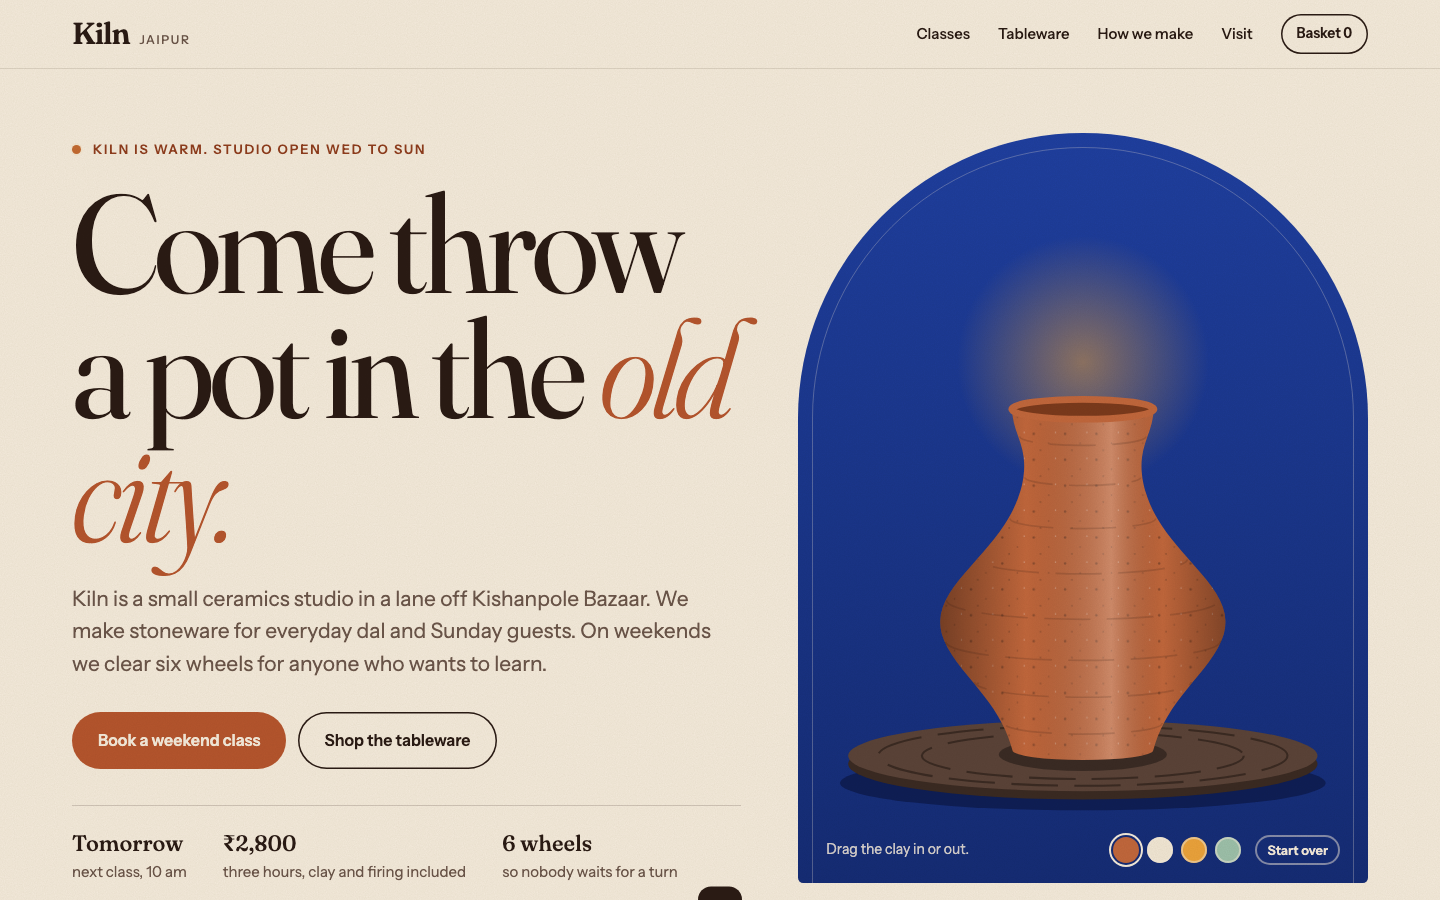 Kiln JAIPUR
Classes Tableware How we make Visit Basket 0
KILN IS WARM. STUDIO OPEN WED TO SUN
Come throw
a pot in the old
city.
Kiln is a small ceramics studio in a lane off Kishanpole Bazaar. We
make stoneware for everyday dal and Sunday guests. On weekends
we clear six wheels for anyone who wants to learn.
Book a weekend class Shop the tableware
Tomorrow
next class, 10 am
₹2,800
three hours, clay and firing included
6 wheels
so nobody waits for a turn
Drag the clay in or out.
Start over